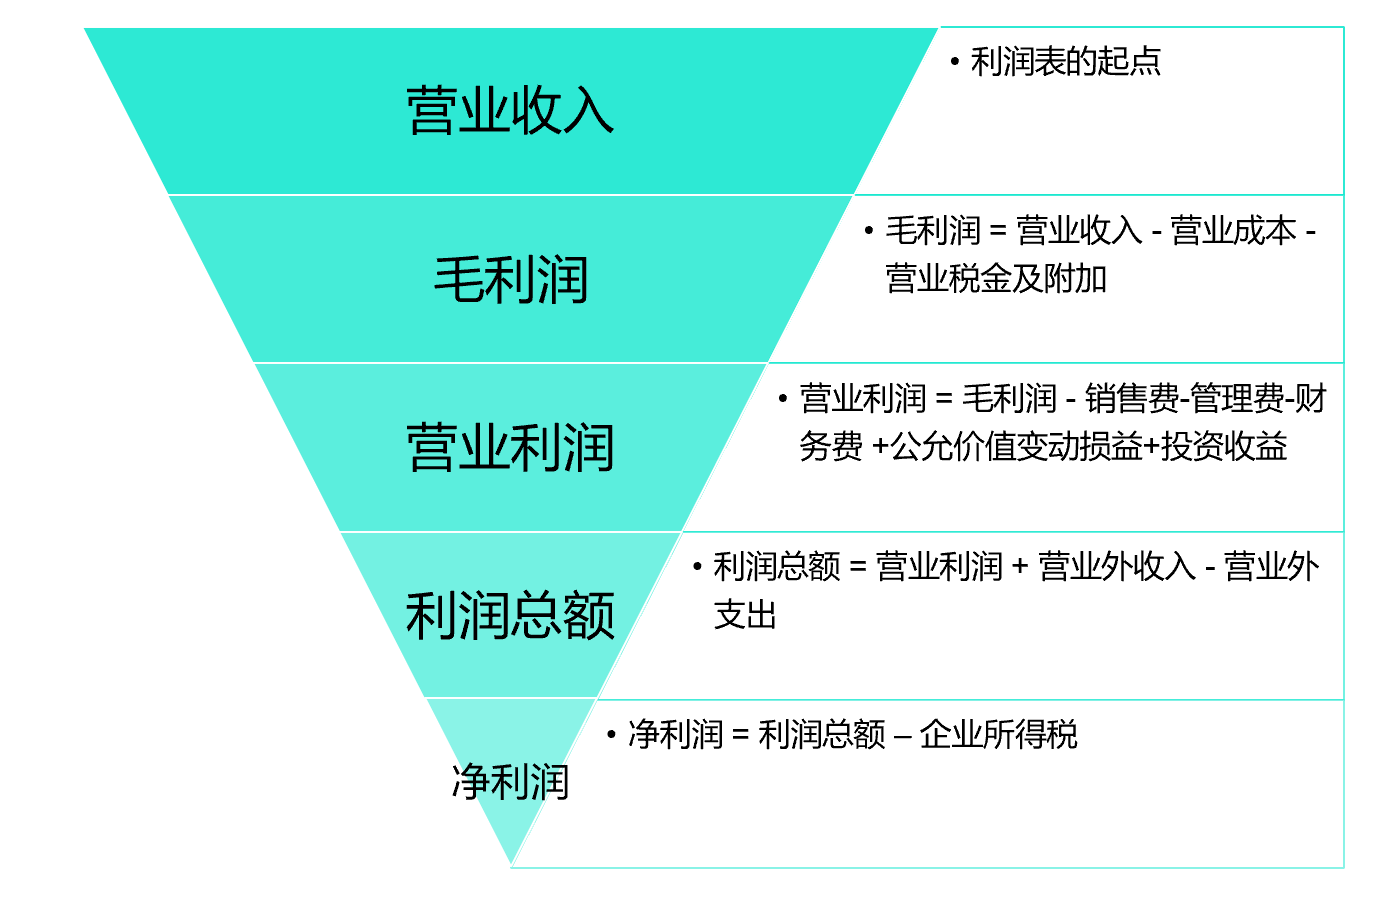 营业收入
• 利润表的起点
毛利润
• 毛利润 = 营业收入 - 营业成本 -
营业税金及附加
营业利润
• 营业利润 = 毛利润 - 销售费-管理费-财
务费 +公允价值变动损益+投资收益
利润总额
• 利润总额 = 营业利润 + 营业外收入 - 营业外
支出
净利润
• 净利润 = 利润总额 – 企业所得税